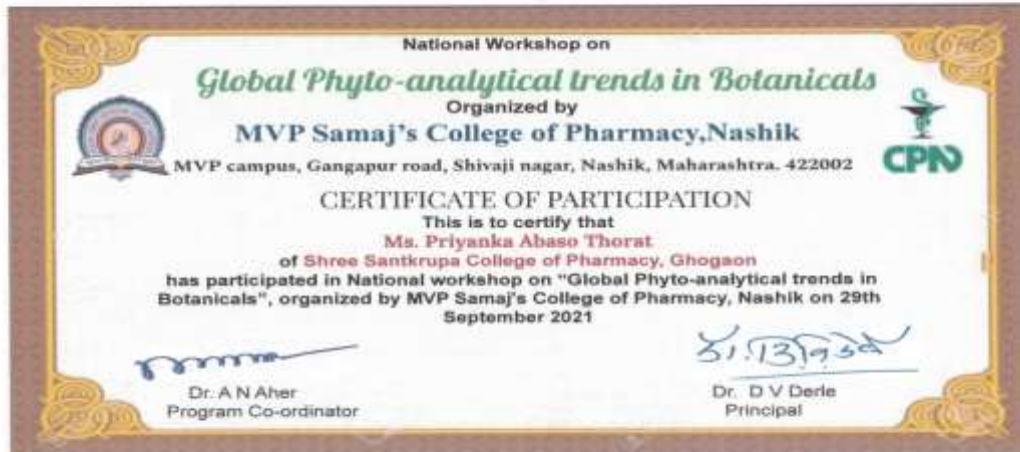 National Workshop on
Global Phyto-analytical trends in Botanicals
Organized by
MVP Samaj's College of Pharmacy,Nashik
MVP campus, Gangapur road, Shivaji nagar, Nashik, Maharashtra. 422002
CPN
CERTIFICATE OF PARTICIPATION
This is to certify that
Ms. Priyanka Abaso Thorat
of Shree Santkrupa College of Pharmacy, Ghogaon
has participated in National workshop on "Global Phyto-analytical trends in
Botanicals", organized by MVP Samaj's College of Pharmacy, Nashik on 29th
September 2021
Dr. A N Aher
Program Co-ordinator
Dr. D V Derle
Principal